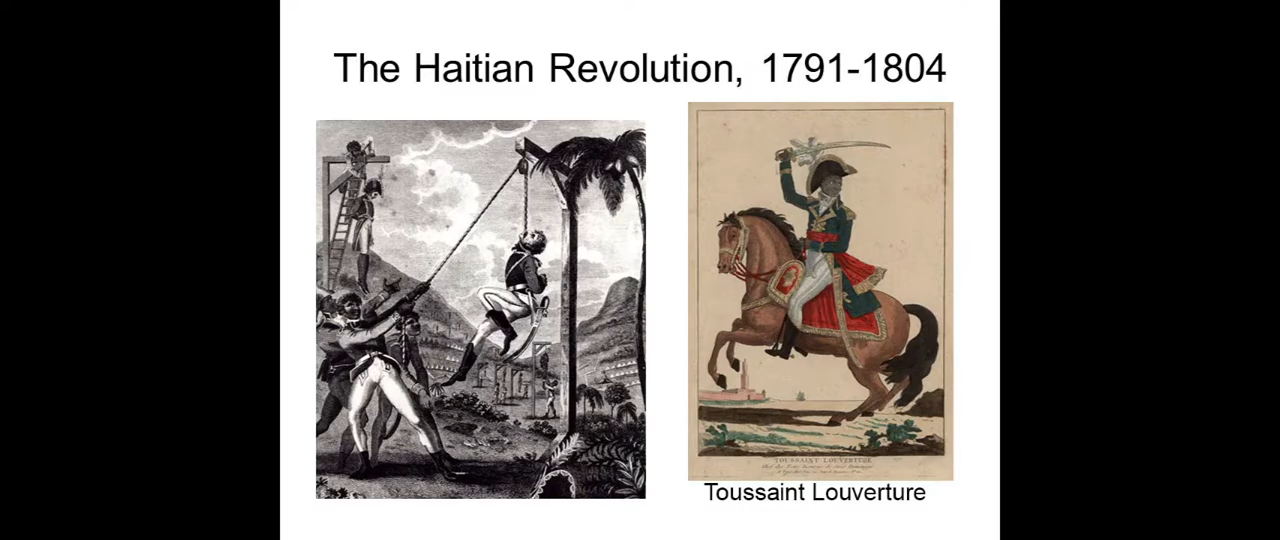 The Haitian Revolution, 1791-1804
TOUSSAINT LOUVERTURE
Toussaint Louverture